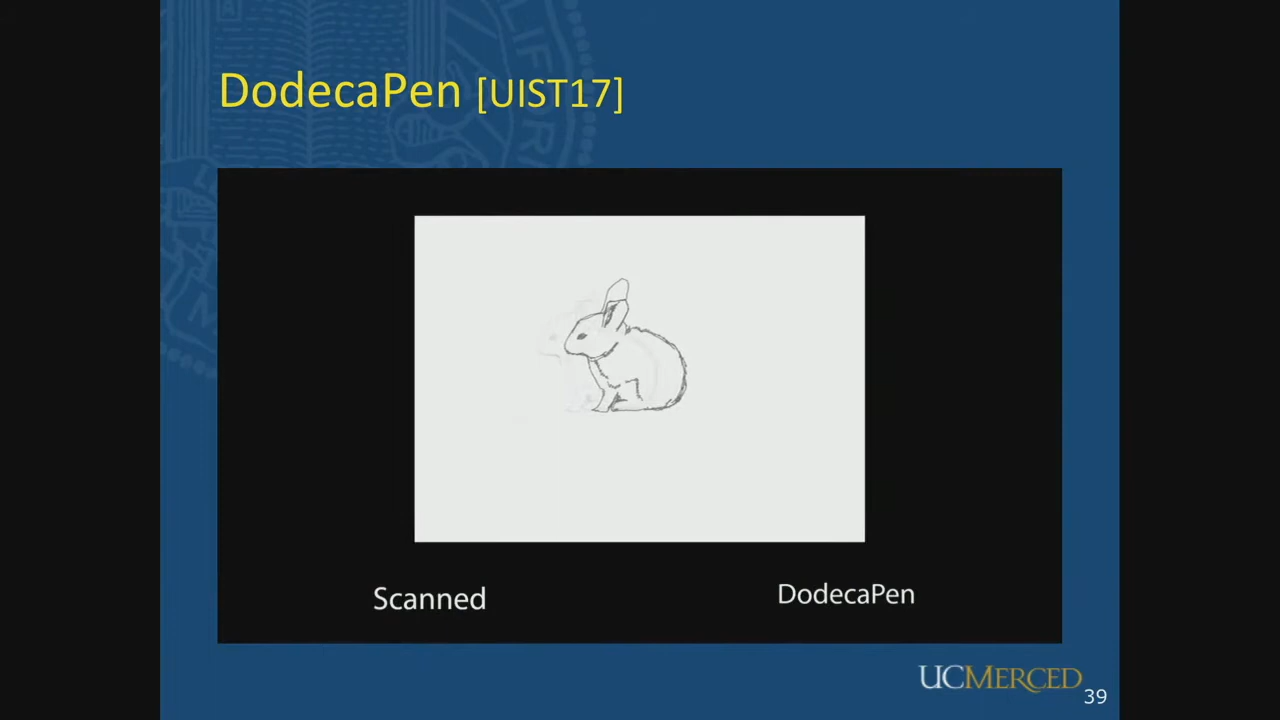 DodecaPen [UIST17]
Scanned
DodecaPen
UCMERCED
39